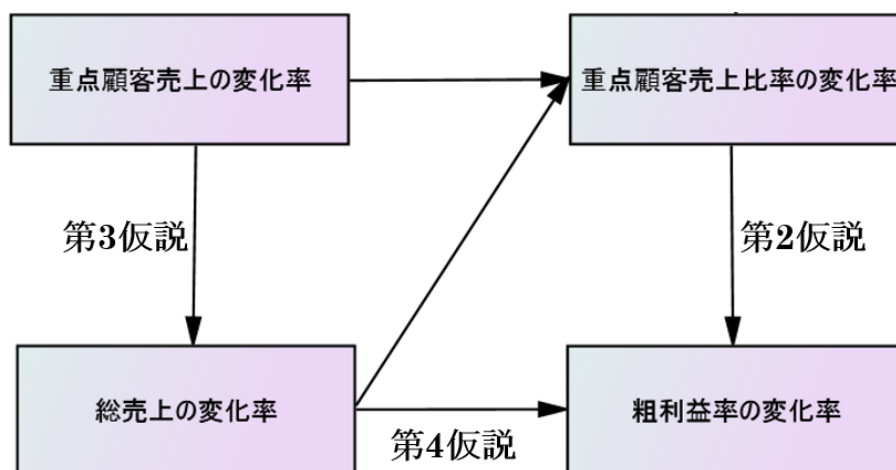 重点顧客売上の変化率
重点顧客売上比率の変化率
第3仮説
第2仮説
総売上の変化率
粗利益率の変化率
第4仮説